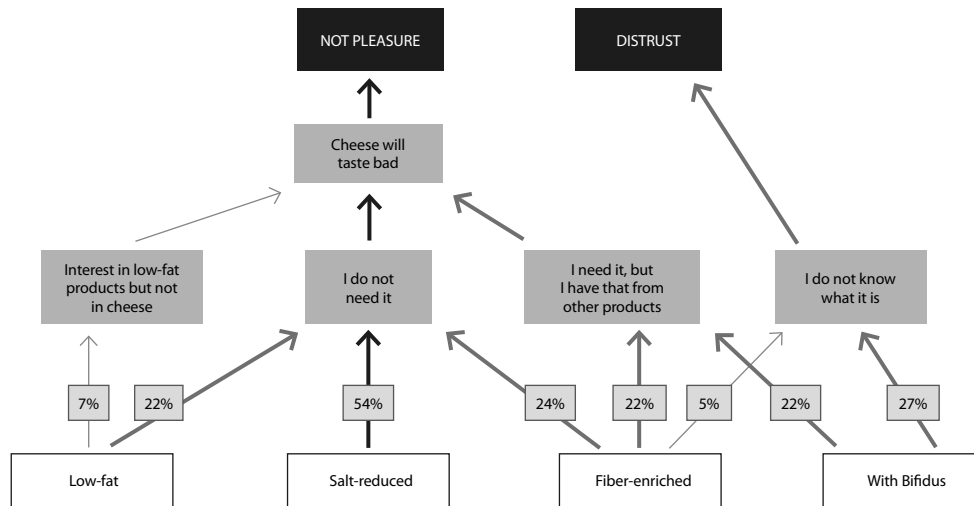 NOT PLEASURE
DISTRUST
Cheese will
taste bad
Interest in low-fat
products but not
in cheese
I do not
need it
I need it, but
I have that from
other products
I do not know
what it is
7%
22%
54%
24%
22%
5%
22%
27%
Low-fat
Salt-reduced
Fiber-enriched
With Bifidus